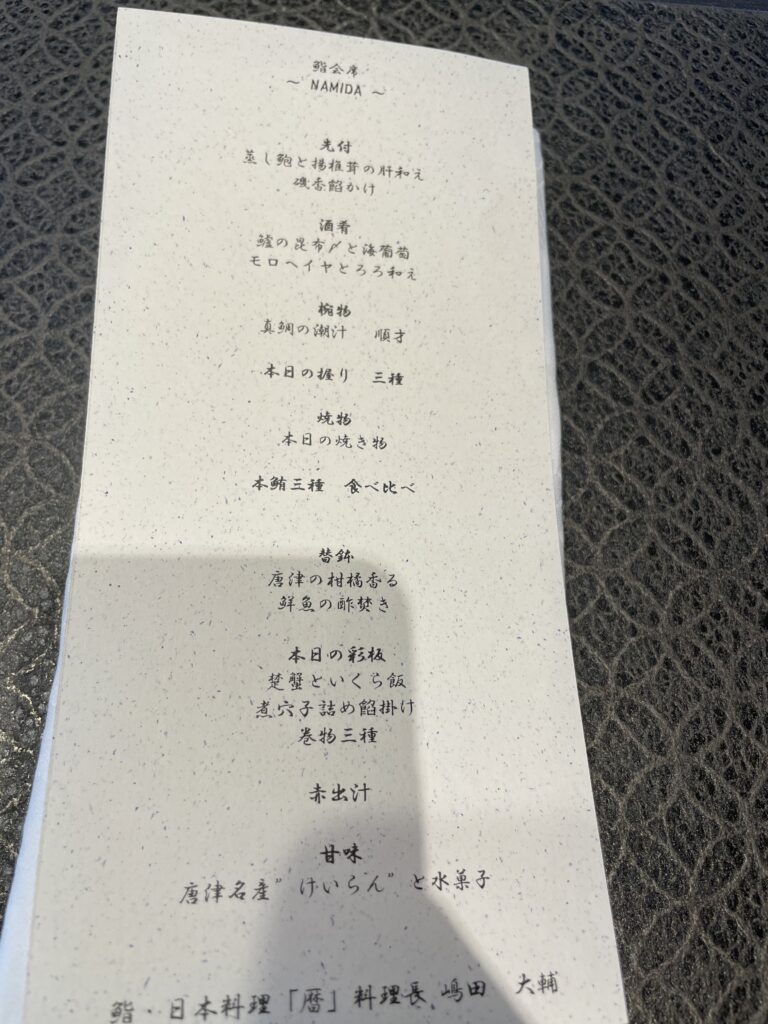 鮨会席
～ NAMIDA ～
先付
蒸し鮑と揚椎茸の肝和え
磯香餡かけ
酒肴
鱸の昆布〆と海葡萄
モロヘイヤとろろ和え
椀物
真鯛の潮汁　順才
本日の握り　三種
焼物
本日の焼き物
本鮪三種　食べ比べ
替鉢
唐津の柑橘香る
鮮魚の酢焚き
本日の彩板
楚蟹といくら飯
煮穴子詰め餡掛け
巻物三種
赤出汁
甘味
唐津名産”けいらん”と水菓子
鮨・日本料理「暦」料理長 嶋田　大輔